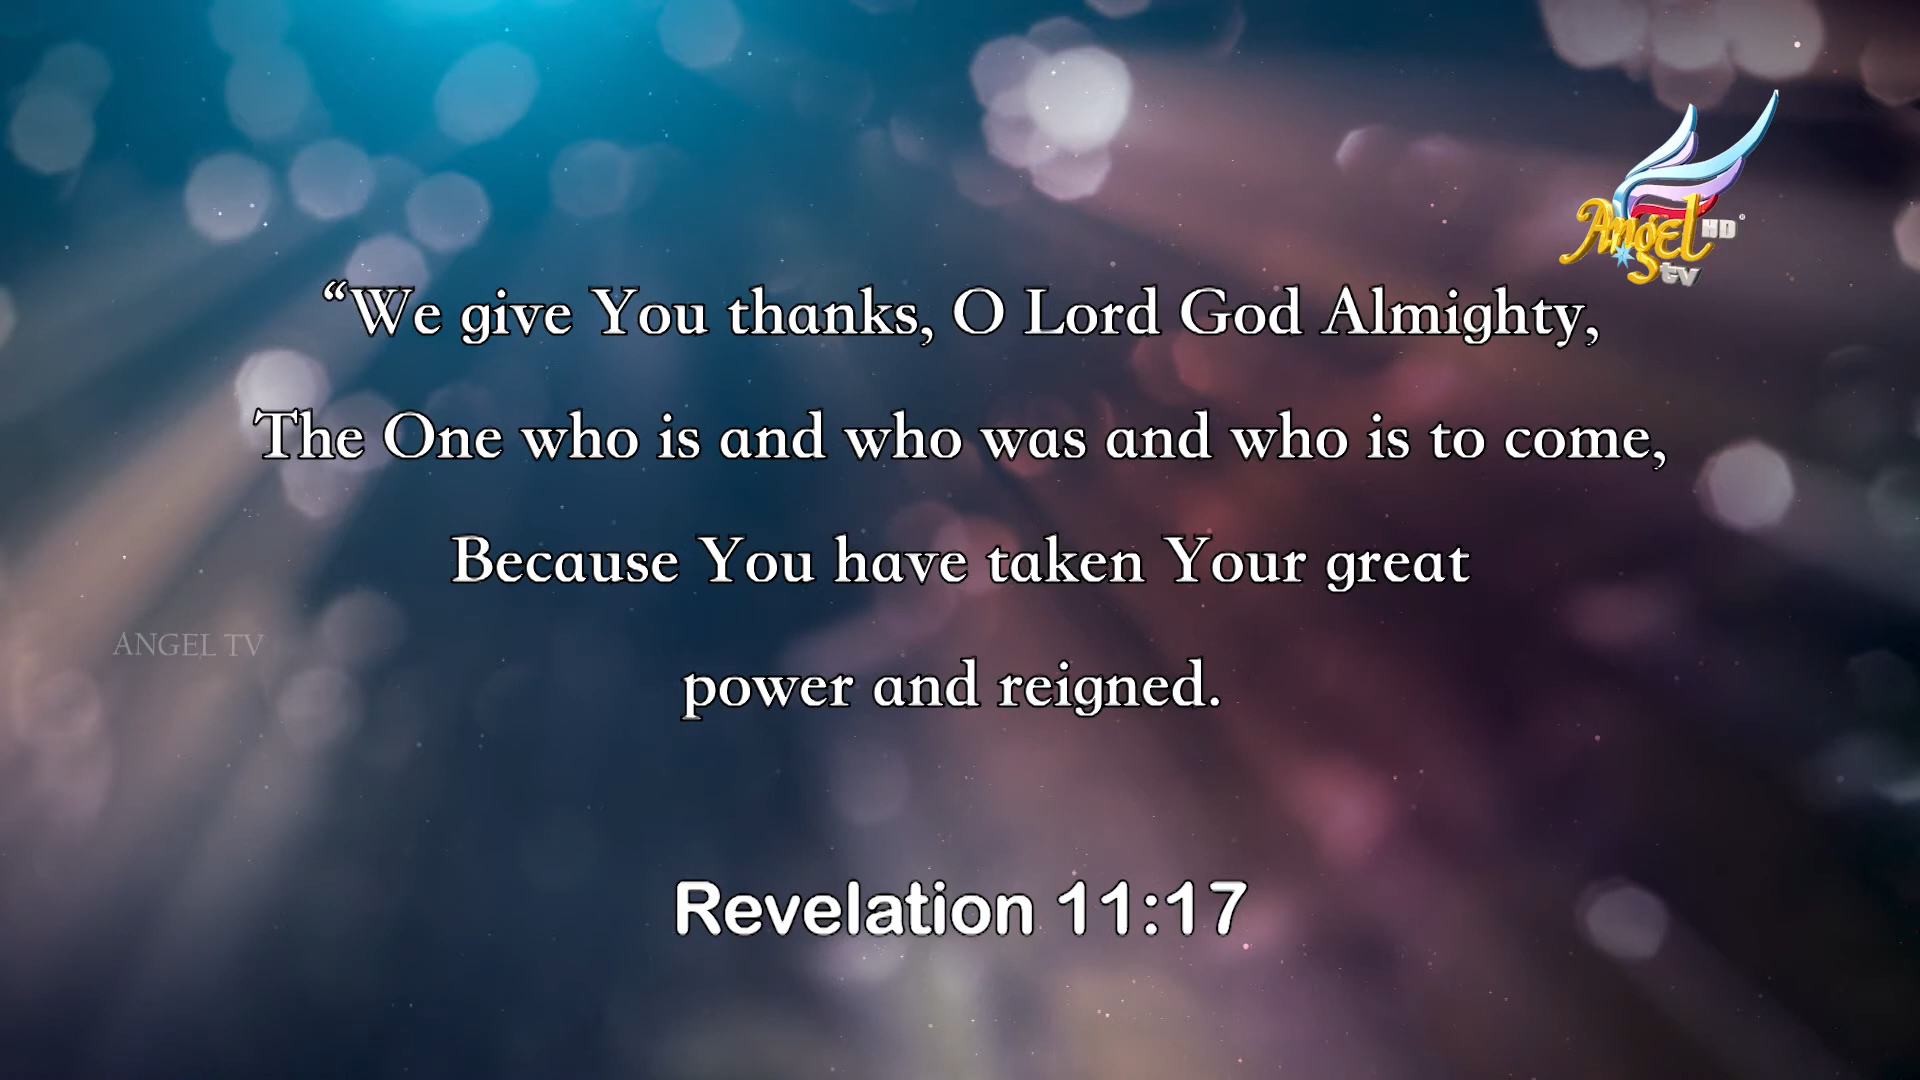 Angel HD
tv
“We give You thanks, O Lord God Almighty,
The One who is and who was and who is to come,
Because You have taken Your great
power and reigned.
ANGEL TV
Revelation 11:17